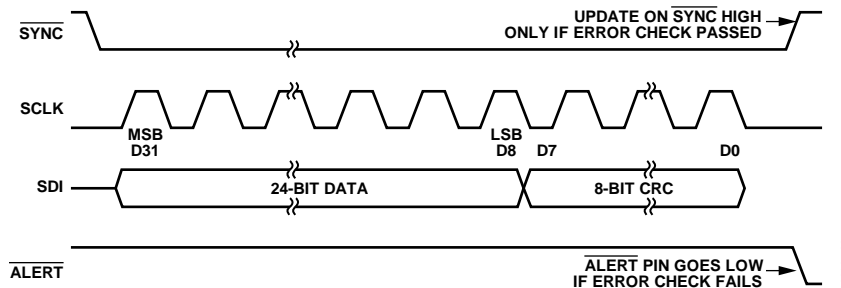 UPDATE ON SYNC HIGH
ONLY IF ERROR CHECK PASSED
SYNC
SCLK
MSB
D31
LSB
D8
D7
D0
SDI
24-BIT DATA
8-BIT CRC
ALERT
ALERT PIN GOES LOW
IF ERROR CHECK FAILS